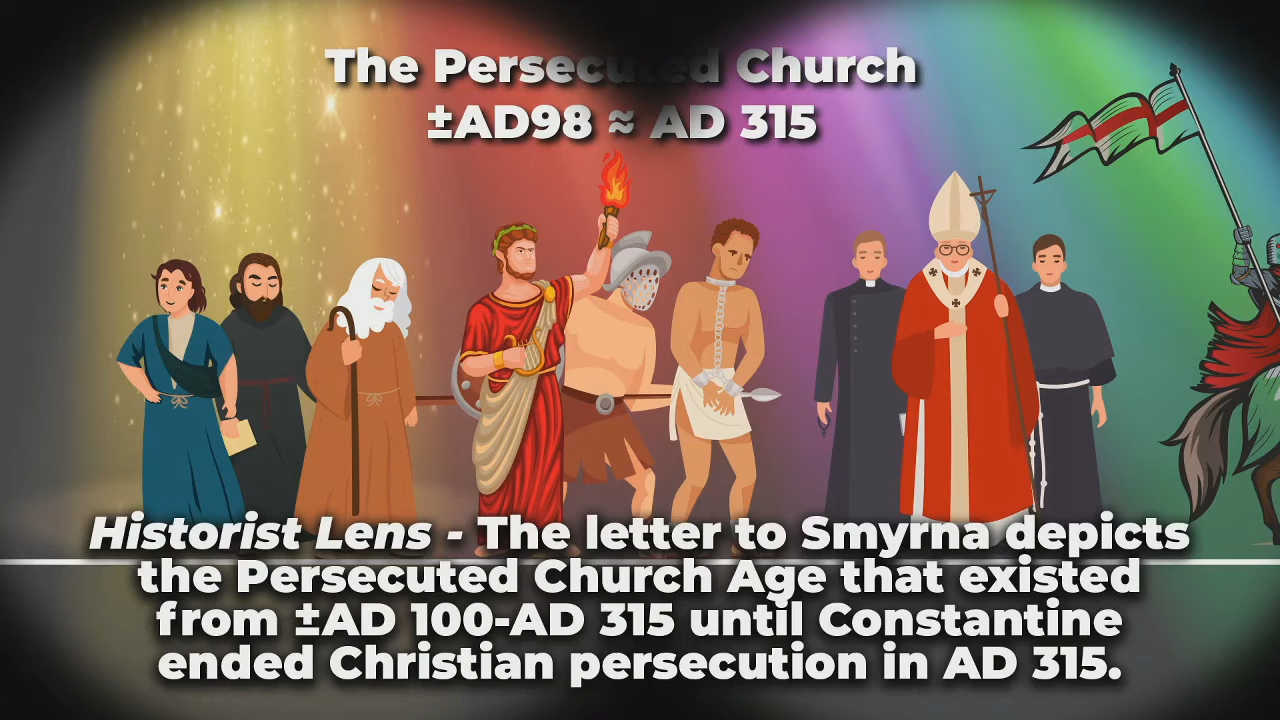 The Persecuted Church
±AD98 ≈ AD 315
Historist Lens - The letter to Smyrna depicts
the Persecuted Church Age that existed
from ±AD 100-AD 315 until Constantine
ended Christian persecution in AD 315.